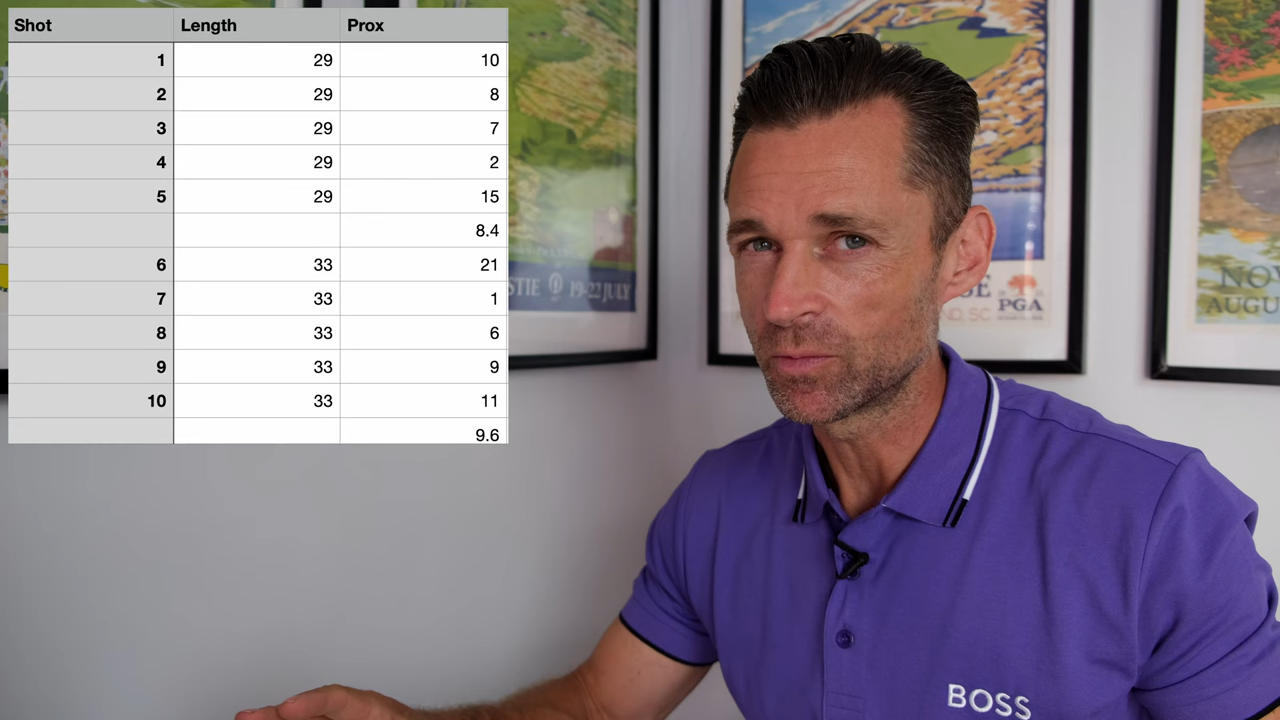 Shot Length Prox
1 29 10
2 29 8
3 29 7
4 29 2
5 29 15
8.4
6 33 21
7 33 1
8 33 6
9 33 9
10 33 11
9.6
19-22 JULY
PGA
AUGU
BOSS